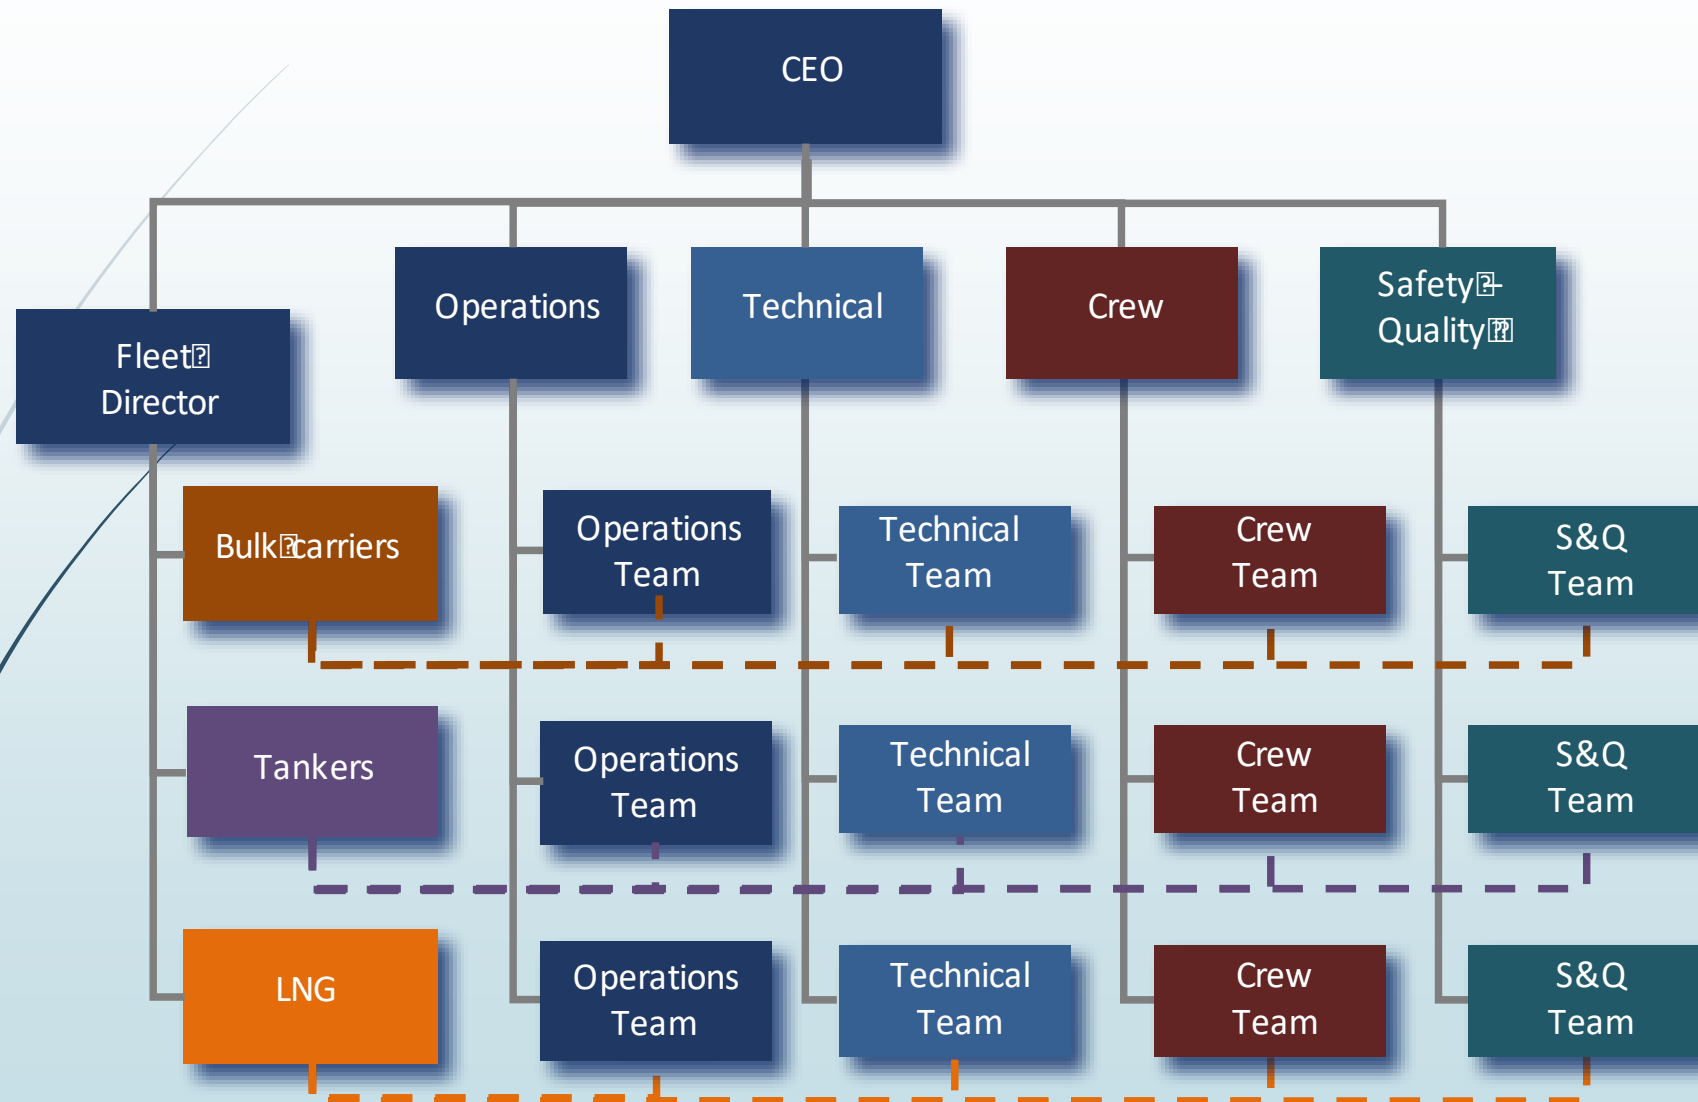 CEO
Fleet
Director
Operations
Technical
Crew
Safety –
Quality
Bulk carriers
Operations
Team
Technical
Team
Crew
Team
S&Q
Team
Tankers
Operations
Team
Technical
Team
Crew
Team
S&Q
Team
LNG
Operations
Team
Technical
Team
Crew
Team
S&Q
Team